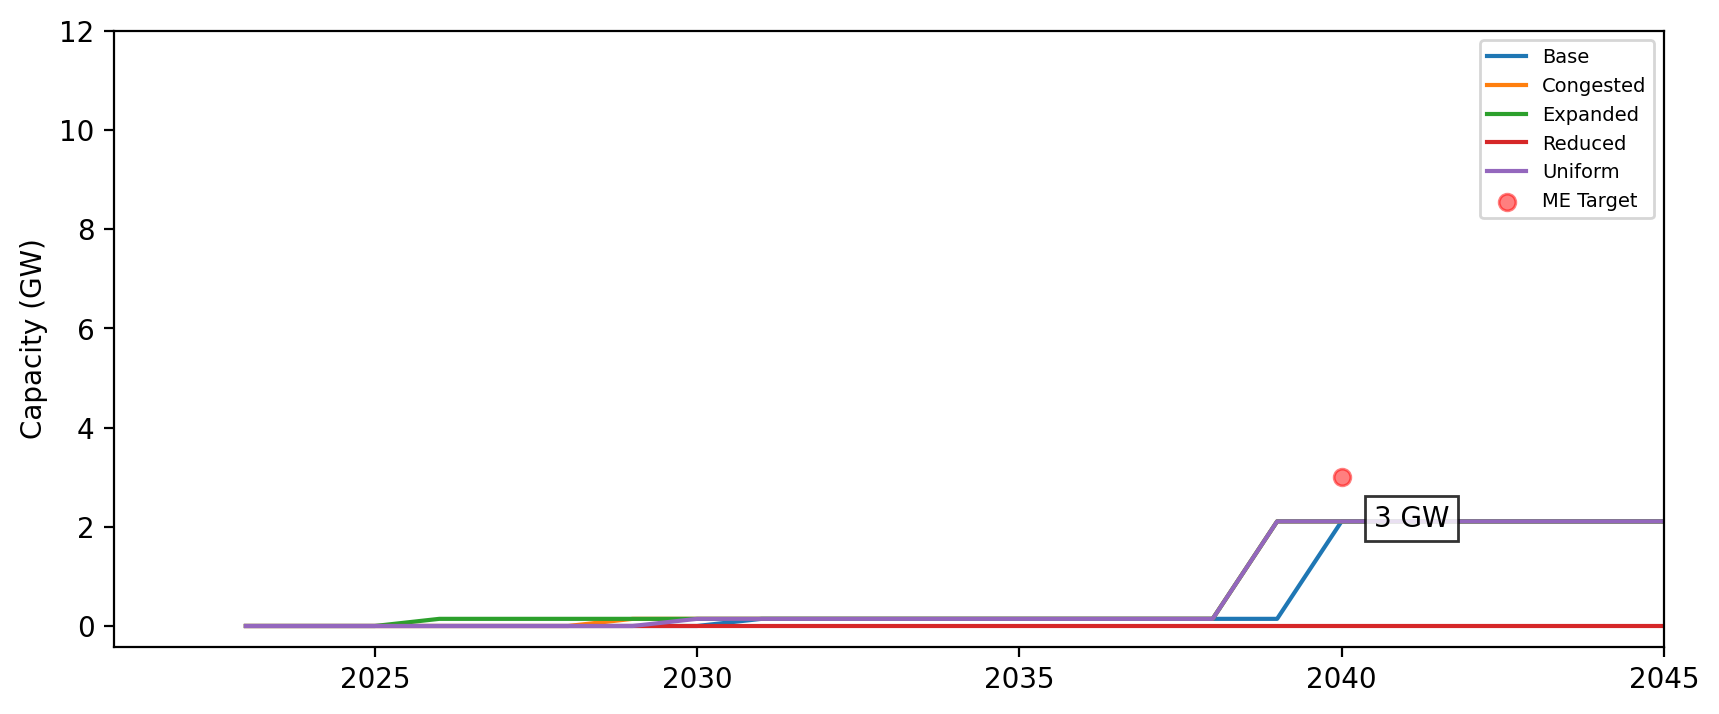 12
10
8
6
4
2
0
Capacity (GW)
Base
Congested
Expanded
Reduced
Uniform
ME Target
3 GW
2025
2030
2035
2040
2045